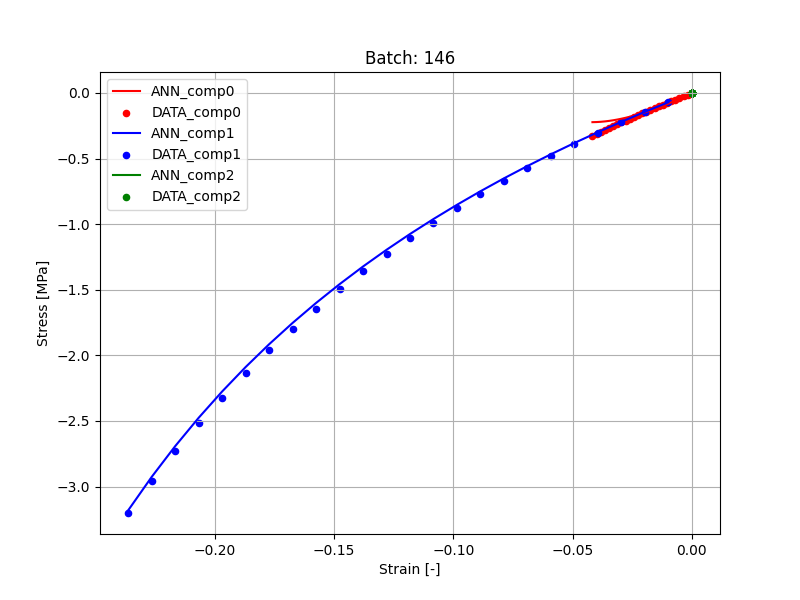 Batch: 146
ANN_comp0
DATA_comp0
ANN_comp1
DATA_comp1
ANN_comp2
DATA_comp2
0.0
−0.5
−1.0
−1.5
−2.0
−2.5
−3.0
Stress [MPa]
−0.20 −0.15 −0.10 −0.05 0.00
Strain [-]